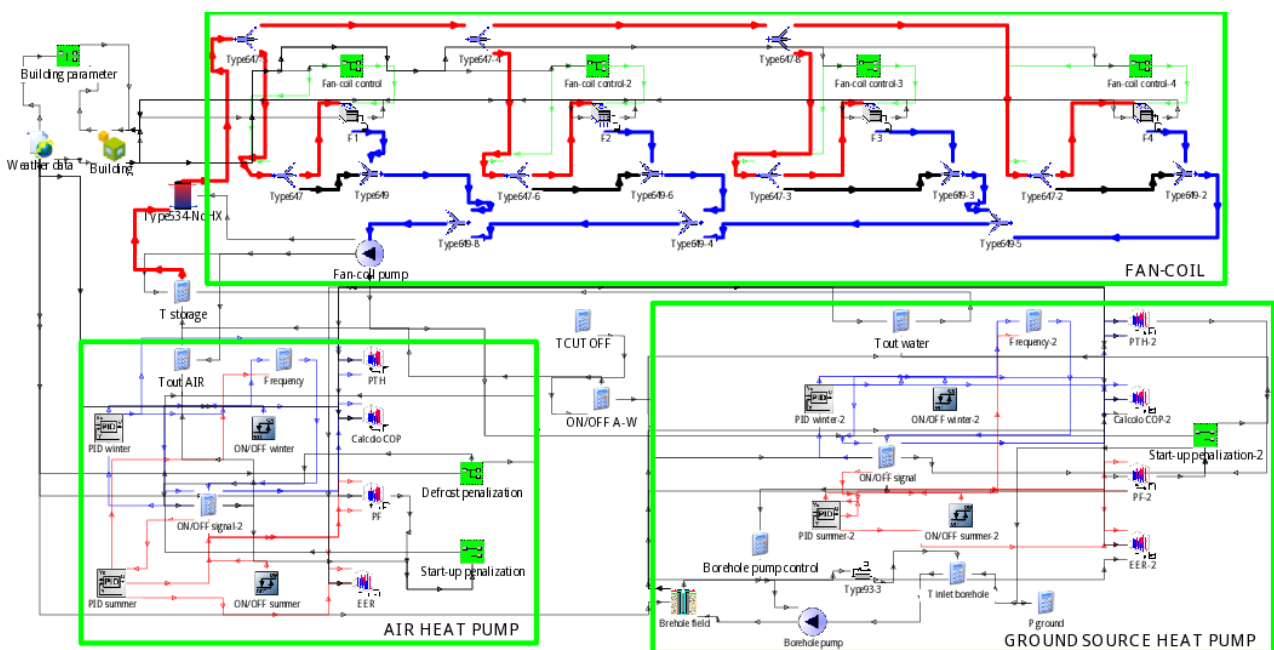 Type647-
Type647-4
Type647-8
Building parameter
Fan-coil control
Fan-coil control-2
Fan-coil control-3
Fan-coil control-4
F1
F2
F3
F4
Weather data
Building
Type534-NoHX
Type647
Type649
Type647-6
Type649-6
Type647-3
Type649-3
Type647-2
Type649-2
Type649-8
Type649-4
Type649-5
Fan-coil pump
FAN-COIL
T storage
TCUT OFF
Tout water
Frequency-2
PTH-2
Tout AIR
Frequency
PTH
ON/OFF A-W
PID winter
ON/OFF winter
Calcolo COP
PID winter-2
ON/OFF winter-2
Calcolo COP-2
Start-up penalization-2
Defrost penalization
ON/OFF signal
PF-2
ON/OFF signal-2
PF
PID summer-2
ON/OFF summer-2
EER-2
Start-up penalization
Borehole pump control
PID summer
ON/OFF summer
EER
Type93-3
T inlet borehole
Brehole field
P ground
AIR HEAT PUMP
Borehole pump
GROUND SOURCE HEAT PUMP